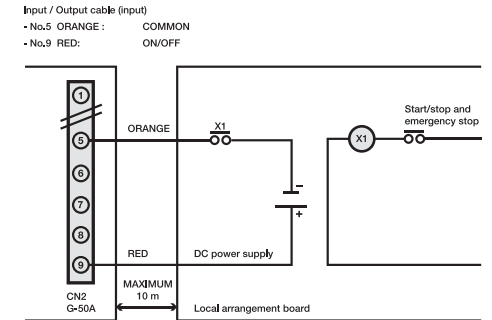 Input / Output cable (input)
- No.5 ORANGE : COMMON
- No.9 RED: ON/OFF
1
5
6
7
8
9
ORANGE
X1
X1
Start/stop and
emergency stop
-
+
RED
DC power supply
MAXIMUM
10 m
CN2
G-50A
Local arrangement board